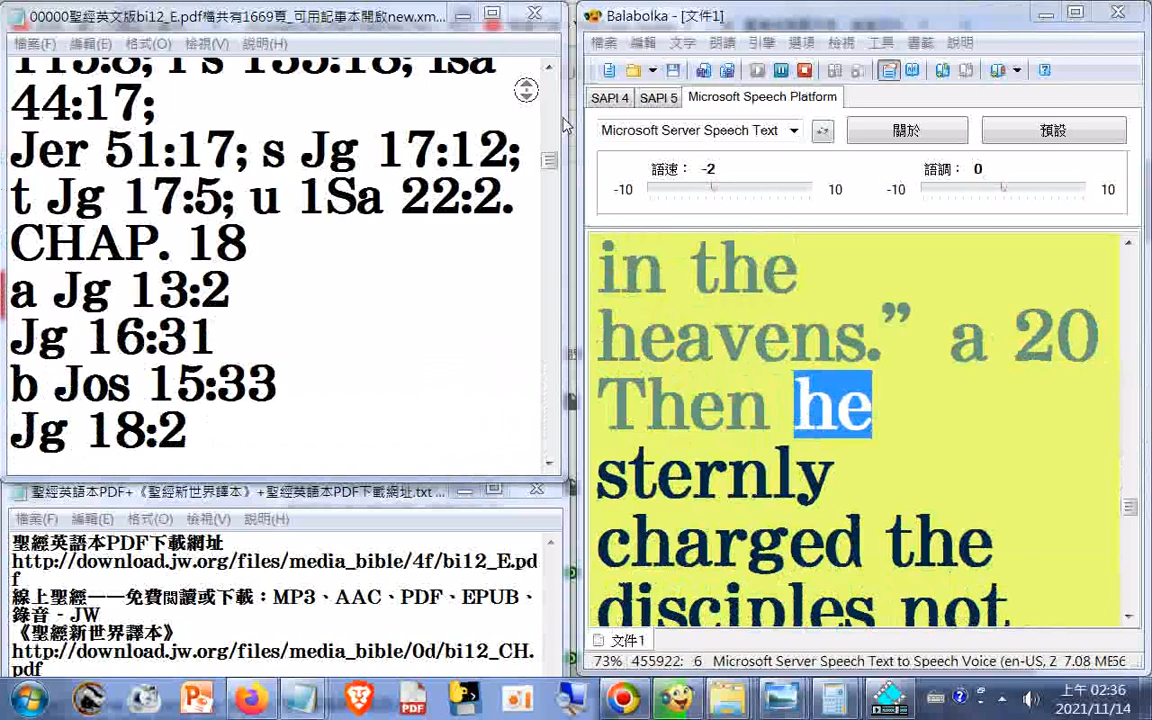 00000聖經英文版bi12_E.pdf檔共有1669頁_可用記事本開啟new.xm...
檔案(F) 編輯(E) 格式(O) 檢視(V) 說明(H)
115:8; Ps 135:18; Isa
44:17;
Jer 51:17; s Jg 17:12;
t Jg 17:5; u 1Sa 22:2.
CHAP. 18
a Jg 13:2
Jg 16:31
b Jos 15:33
Jg 18:2
聖經英語本PDF+《聖經新世界譯本》+聖經英語本PDF下載網址.txt ...
檔案(F) 編輯(E) 格式(O) 檢視(V) 說明(H)
聖經英語本PDF下載網址
http://download.jw.org/files/media_bible/4f/bi12_E.pd
f
線上聖經——免費閱讀或下載：MP3、AAC、PDF、EPUB、
錄音 - JW
《聖經新世界譯本》
http://download.jw.org/files/media_bible/0d/bi12_CH.
pdf
Balabolka - [文件1]
檔案 編輯 文字 朗讀 引擎 選項 檢視 工具 書籤 說明
SAPI 4 SAPI 5 Microsoft Speech Platform
Microsoft Server Speech Text 關於 預設
語速： -2 語調： 0
-10 10 -10 10
in the
heavens.” a 20
Then he
sternly
charged the
disciples not
文件1
73% 455922: 6 Microsoft Server Speech Text to Speech Voice (en-US, Z 7.08 МБ
上午 02:36
2021/11/14